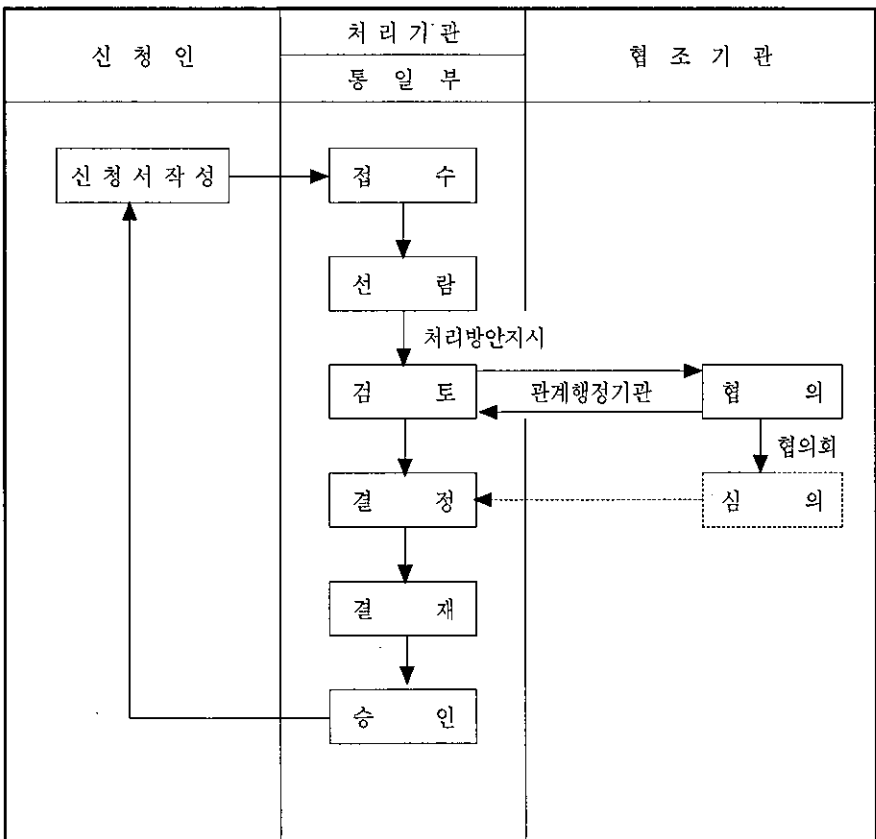 신청인
처리기관
통일부
협조기관
신청서작성
접수
선람
처리방안지시
검토
관계행정기관
협의
협의회
결정
심의
결재
승인